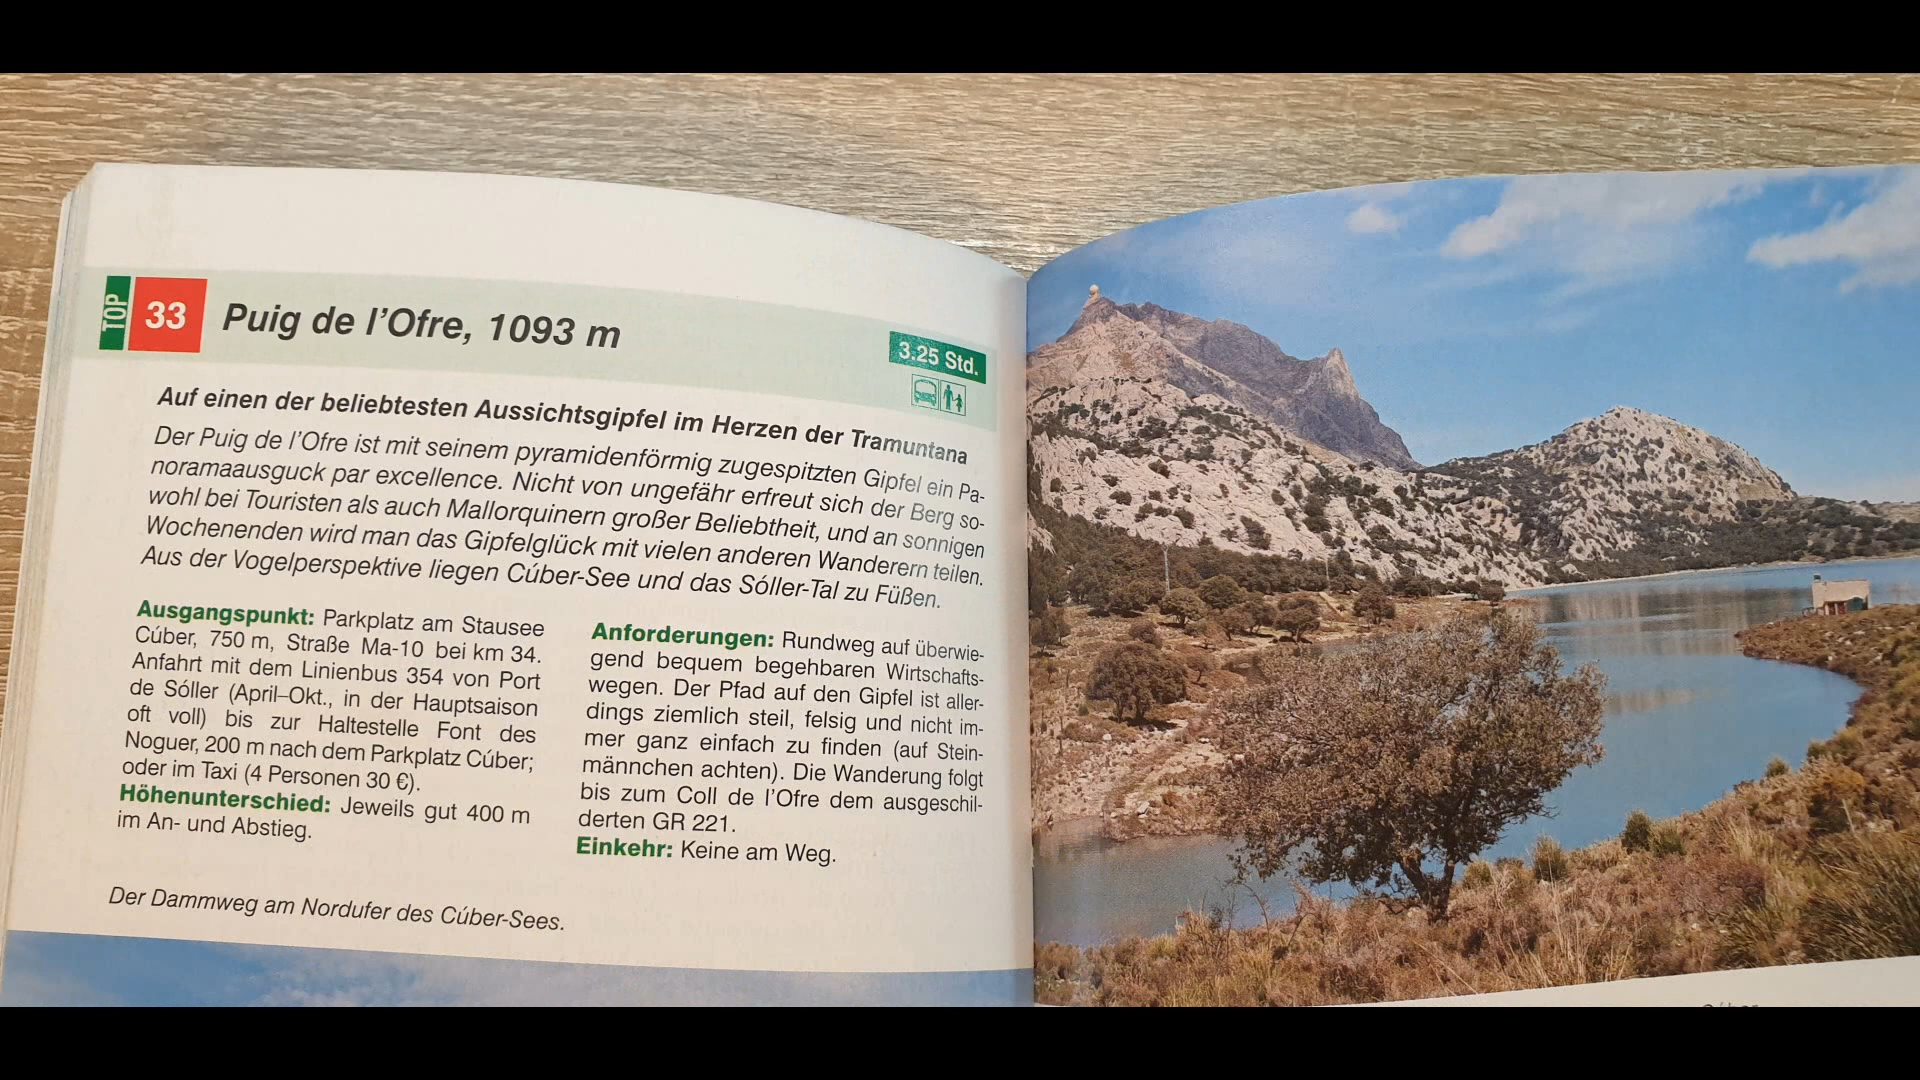 TOP
33
Puig de l'Ofre, 1093 m
3.25 Std.
Auf einen der beliebtesten Aussichtsgipfel im Herzen der Tramuntana
Der Puig de l'Ofre ist mit seinem pyramidenförmig zugespitzten Gipfel ein Pa-
noramaausguck par excellence. Nicht von ungefähr erfreut sich der Berg so-
wohl bei Touristen als auch Mallorquinern großer Beliebtheit, und an sonnigen
Wochenenden wird man das Gipfelglück mit vielen anderen Wanderern teilen.
Aus der Vogelperspektive liegen Cúber-See und das Sóller-Tal zu Füßen.
Ausgangspunkt: Parkplatz am Stausee
Cúber, 750 m, Straße Ma-10 bei km 34.
Anfahrt mit dem Linienbus 354 von Port
de Sóller (April–Okt., in der Hauptsaison
oft voll) bis zur Haltestelle Font des
Noguer, 200 m nach dem Parkplatz Cúber;
oder im Taxi (4 Personen 30 €).
Höhenunterschied: Jeweils gut 400 m
im An- und Abstieg.
Anforderungen: Rundweg auf überwie-
gend bequem begehbaren Wirtschafts-
wegen. Der Pfad auf den Gipfel ist aller-
dings ziemlich steil, felsig und nicht im-
mer ganz einfach zu finden (auf Stein-
männchen achten). Die Wanderung folgt
bis zum Coll de l'Ofre dem ausgeschil-
derten GR 221.
Einkehr: Keine am Weg.
Der Dammweg am Nordufer des Cúber-Sees.